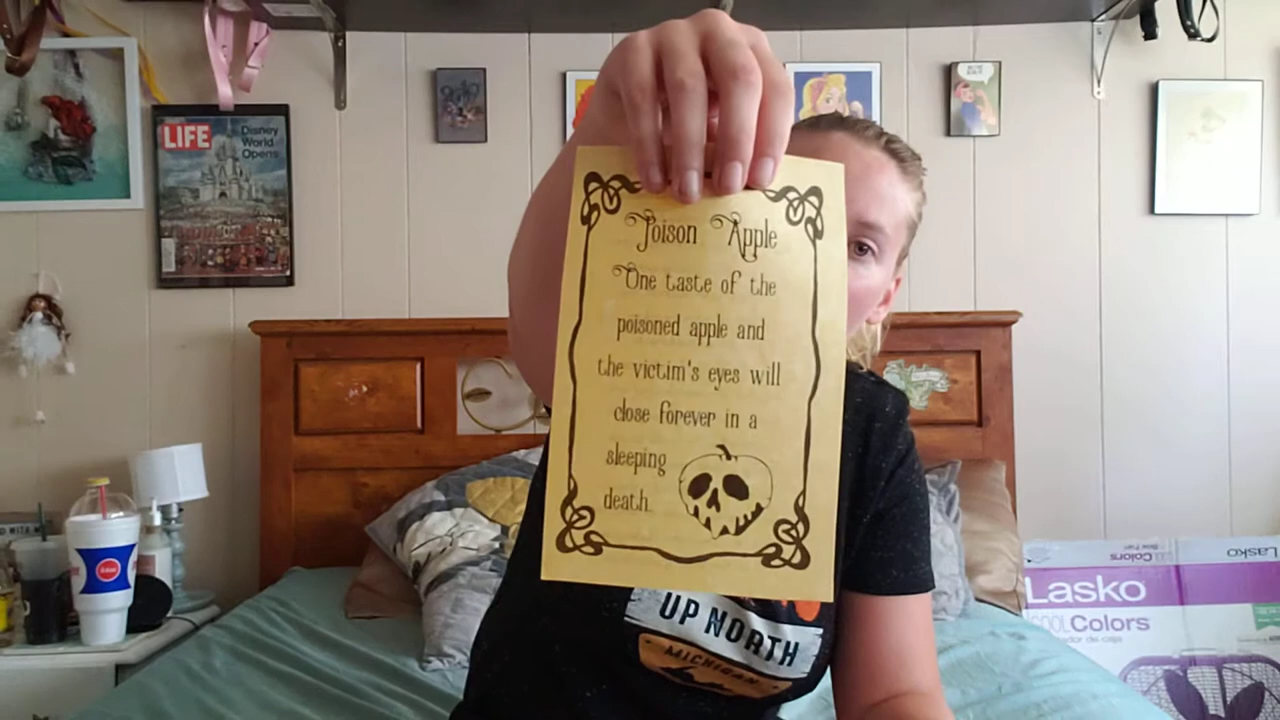 LIFE
Disney
World
Opens
Poison Apple
One taste of the
poisoned apple and
the victim's eyes will
close forever in a
sleeping
death.
UP NORTH
MICHIGAN
Lasko
COOLColors
Lasko